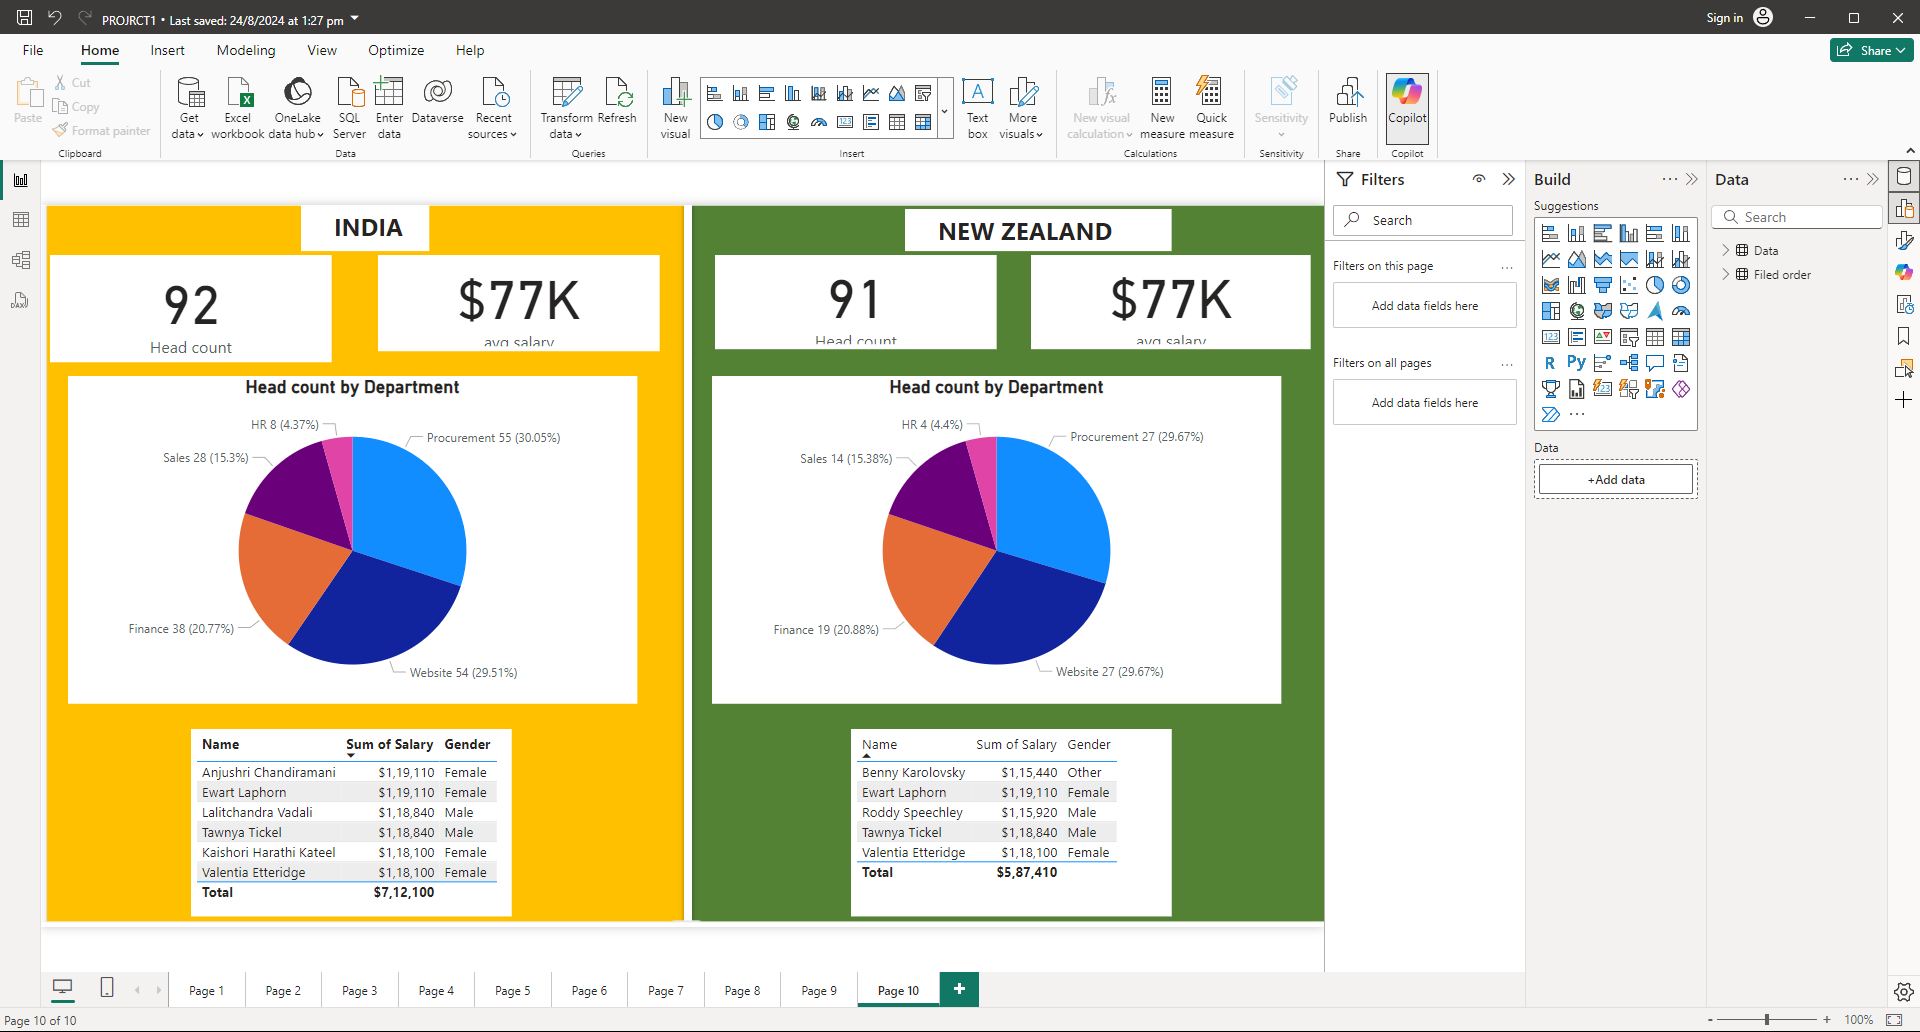 PROJRCT1 • Last saved: 24/8/2024 at 1:27 pm
Sign in
File Home Insert Modeling View Optimize Help
Share
Paste
Cut
Copy
Format painter
Clipboard
Get data
Excel workbook
OneLake data hub
SQL Server
Enter data
Dataverse
Recent sources
Data
Transform data
Refresh
Queries
New visual
Text box
More visuals
Insert
New visual calculation
New measure
Quick measure
Calculations
Sensitivity
Sensitivity
Publish
Share
Copilot
Copilot
INDIA
92
Head count
$77K
avg salary
Head count by Department
HR 8 (4.37%)
Procurement 55 (30.05%)
Sales 28 (15.3%)
Finance 38 (20.77%)
Website 54 (29.51%)
Name Sum of Salary Gender
Anjushri Chandiramani $1,19,110 Female
Ewart Laphorn $1,19,110 Female
Lalitchandra Vadali $1,18,840 Male
Tawnya Tickel $1,18,840 Male
Kaishori Harathi Kateel $1,18,100 Female
Valentia Etteridge $1,18,100 Female
Total $7,12,100
NEW ZEALAND
91
Head count
$77K
avg salary
Head count by Department
HR 4 (4.4%)
Procurement 27 (29.67%)
Sales 14 (15.38%)
Finance 19 (20.88%)
Website 27 (29.67%)
Name Sum of Salary Gender
Benny Karolovsky $1,15,440 Other
Ewart Laphorn $1,19,110 Female
Roddy Speechley $1,15,920 Male
Tawnya Tickel $1,18,840 Male
Valentia Etteridge $1,18,100 Female
Total $5,87,410
Filters
Search
Filters on this page
Add data fields here
Filters on all pages
Add data fields here
Build
Suggestions
123
R Py
123
Data
+Add data
Data
Search
Data
Filed order
DAX
Page 1 Page 2 Page 3 Page 4 Page 5 Page 6 Page 7 Page 8 Page 9 Page 10 +
Page 10 of 10
- + 100%